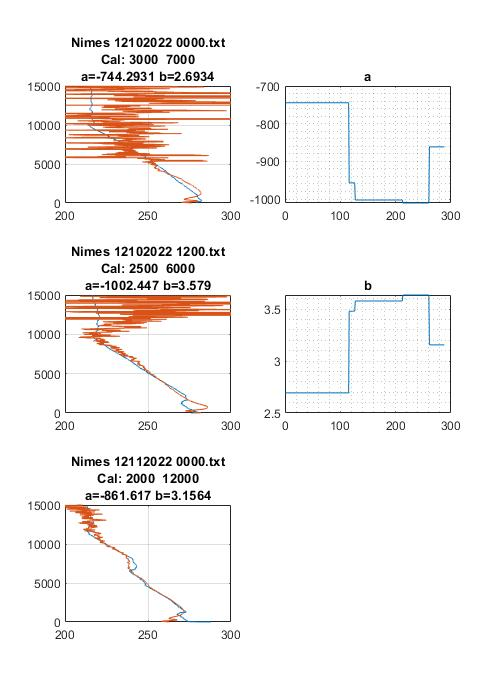 Nimes 12102022 0000.txt
Cal: 3000 7000
a=-744.2931 b=2.6934
15000
10000
5000
0
200 250 300
a
-700
-800
-900
-1000
0 100 200 300
Nimes 12102022 1200.txt
Cal: 2500 6000
a=-1002.447 b=3.579
15000
10000
5000
0
200 250 300
b
3.5
3
2.5
0 100 200 300
Nimes 12112022 0000.txt
Cal: 2000 12000
a=-861.617 b=3.1564
15000
10000
5000
0
200 250 300